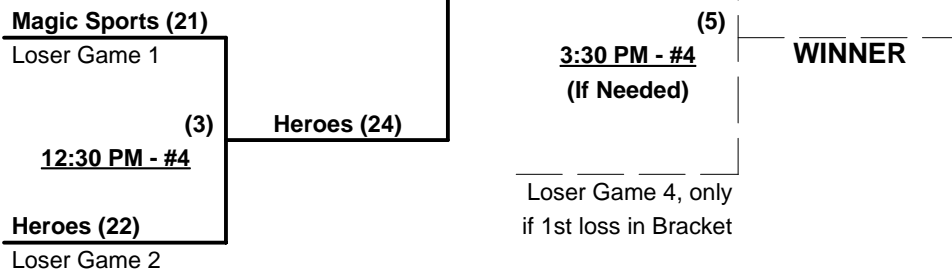 Magic Sports (21)
Loser Game 1
(3)
12:30 PM - #4
Heroes (24)
Heroes (22)
Loser Game 2
(5)
3:30 PM - #4
(If Needed)
WINNER
Loser Game 4, only
if 1st loss in Bracket